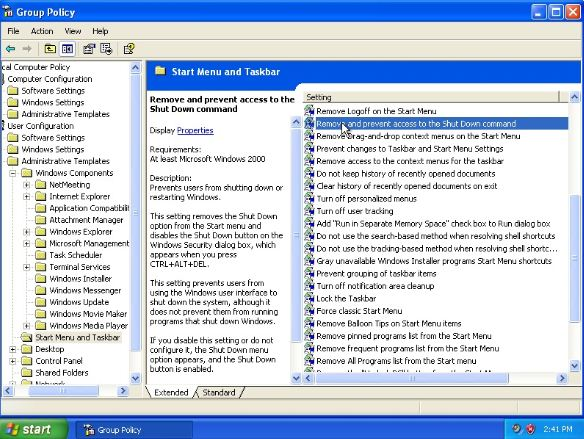 Group Policy
File Action View Help
cal Computer Policy
Computer Configuration
Software Settings
Windows Settings
Administrative Templates
User Configuration
Software Settings
Windows Settings
Administrative Templates
Windows Components
NetMeeting
Internet Explorer
Application Compatibili
Attachment Manager
Windows Explorer
Microsoft Management
Task Scheduler
Terminal Services
Windows Installer
Windows Messenger
Windows Update
Windows Movie Maker
Windows Media Player
Start Menu and Taskbar
Desktop
Control Panel
Shared Folders
Network
Start Menu and Taskbar
Remove and prevent access to the
Shut Down command
Display Properties
Requirements:
At least Microsoft Windows 2000
Description:
Prevents users from shutting down or
restarting Windows.
This setting removes the Shut Down
option from the Start menu and
disables the Shut Down button on the
Windows Security dialog box, which
appears when you press
CTRL+ALT+DEL.
This setting prevents users from
using the Windows user interface to
shut down the system, although it
does not prevent them from running
programs that shut down Windows.
If you disable this setting or do not
configure it, the Shut Down menu
option appears, and the Shut Down
button is enabled.
Setting
Remove Logoff on the Start Menu
Remove and prevent access to the Shut Down command
Remove Drag-and-drop context menus on the Start Menu
Prevent changes to Taskbar and Start Menu Settings
Remove access to the context menus for the taskbar
Do not keep history of recently opened documents
Clear history of recently opened documents on exit
Turn off personalized menus
Turn off user tracking
Add "Run in Separate Memory Space" check box to Run dialog box
Do not use the search-based method when resolving shell shortcuts
Do not use the tracking-based method when resolving shell shortc...
Gray unavailable Windows Installer programs Start Menu shortcuts
Prevent grouping of taskbar items
Turn off notification area cleanup
Lock the Taskbar
Force classic Start Menu
Remove Balloon Tips on Start Menu items
Remove pinned programs list from the Start Menu
Remove frequent programs list from the Start Menu
Remove All Programs list from the Start menu
Extended Standard
start Group Policy 2:41 PM